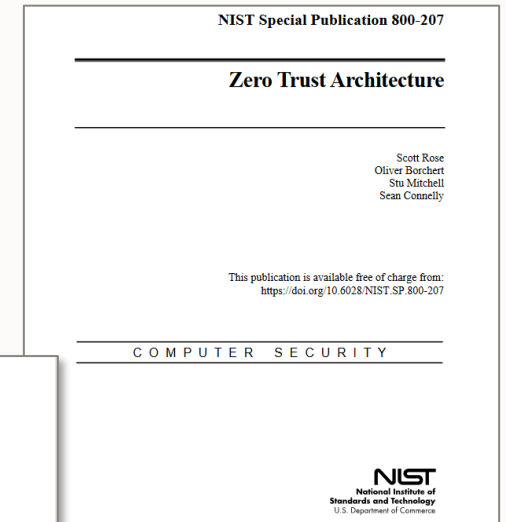 NIST Special Publication 800-207
Zero Trust Architecture
Scott Rose
Oliver Borchert
Stu Mitchell
Sean Connelly
This publication is available free of charge from:
https://doi.org/10.6028/NIST.SP.800-207
COMPUTER SECURITY
NIST
National Institute of
Standards and Technology
U.S. Department of Commerce